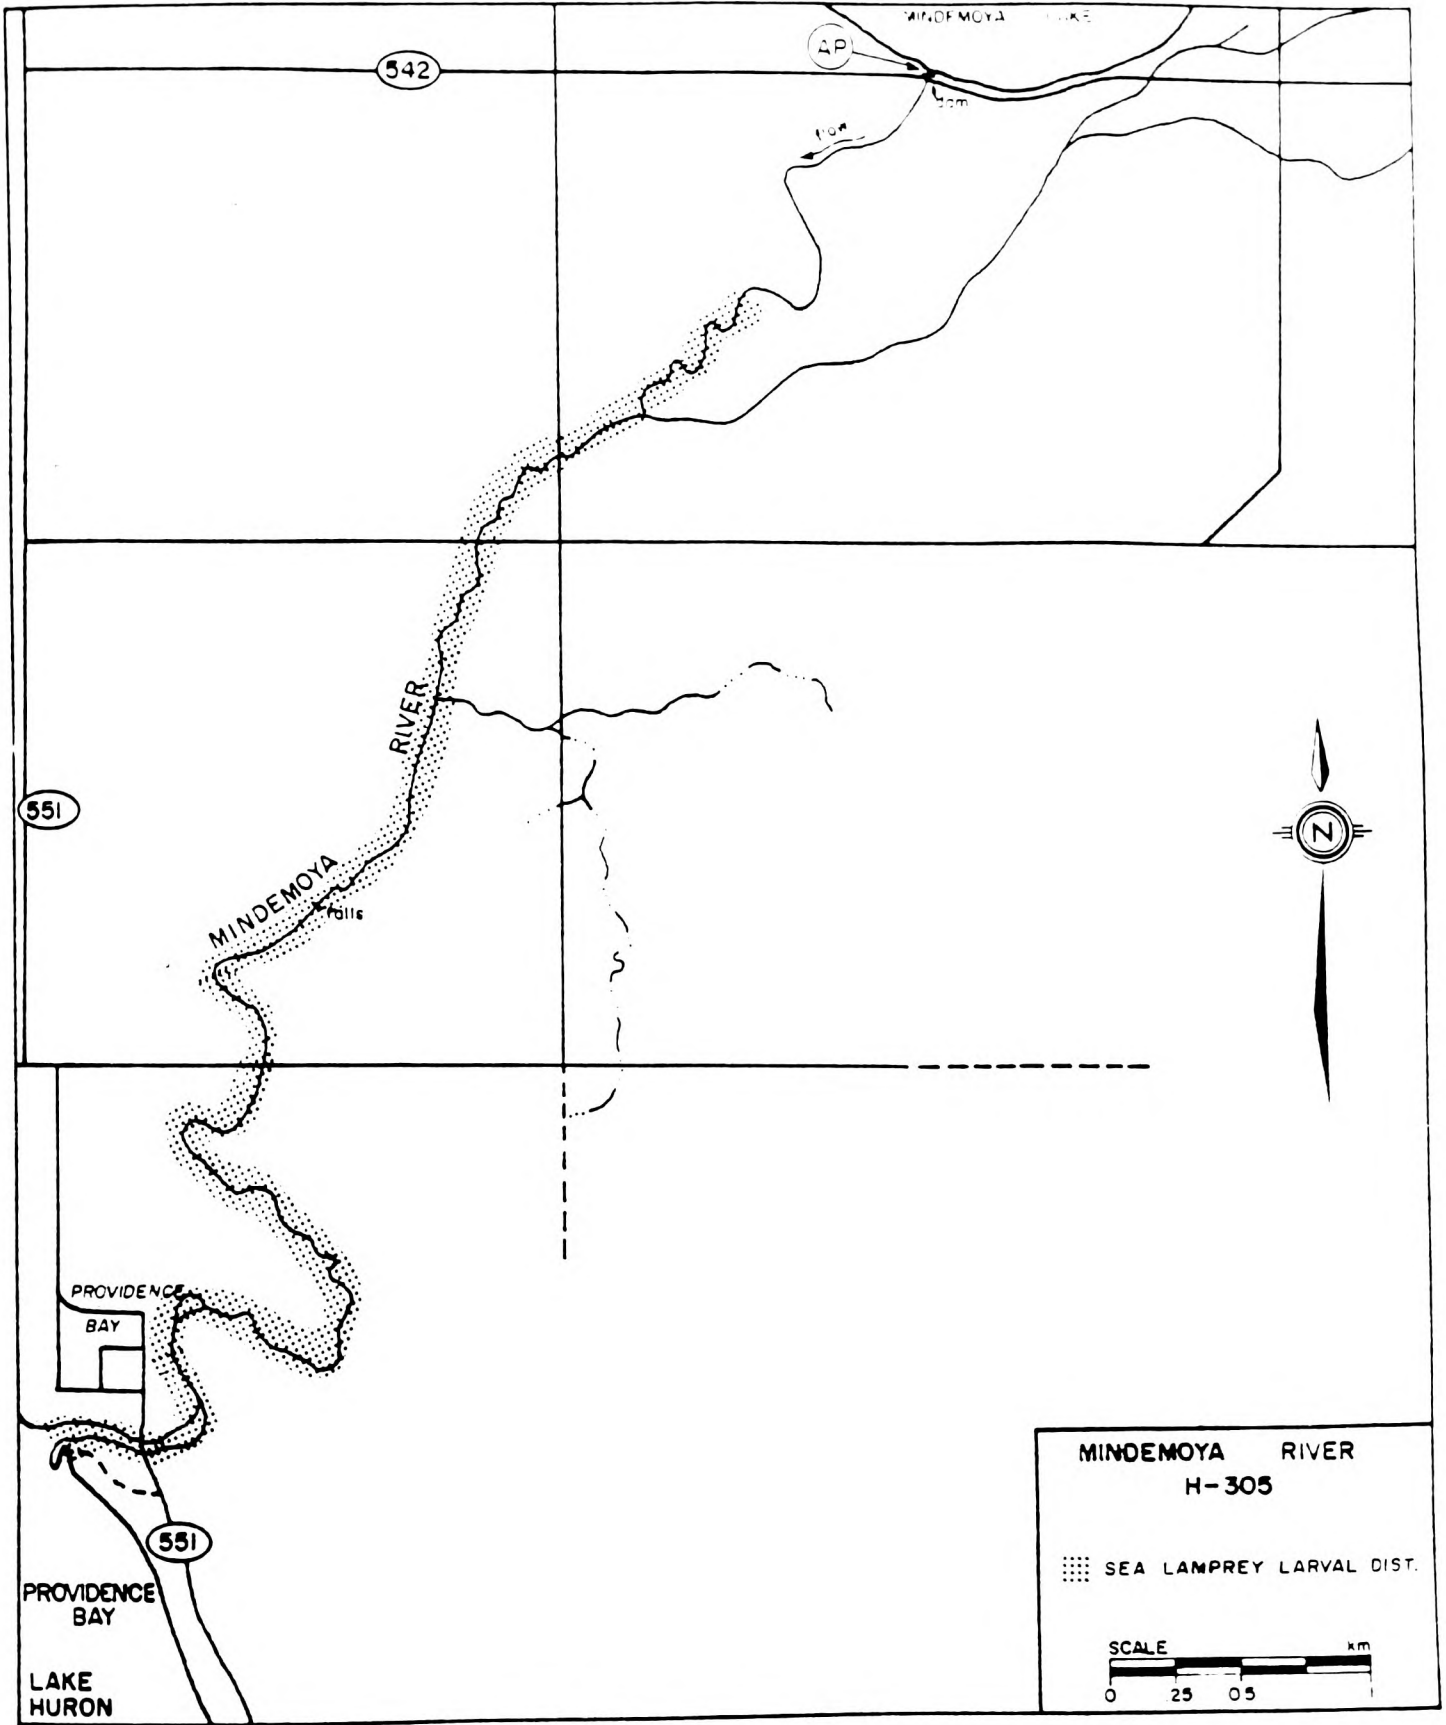 MINDEMOYA LAKE
AP
542
dam
flow
RIVER
551
MINDEMOYA
falls
N
PROVIDENCE
BAY
551
PROVIDENCE
BAY
LAKE
HURON
MINDEMOYA RIVER
H-305
SEA LAMPREY LARVAL DIST.
SCALE km
0 25 05 1